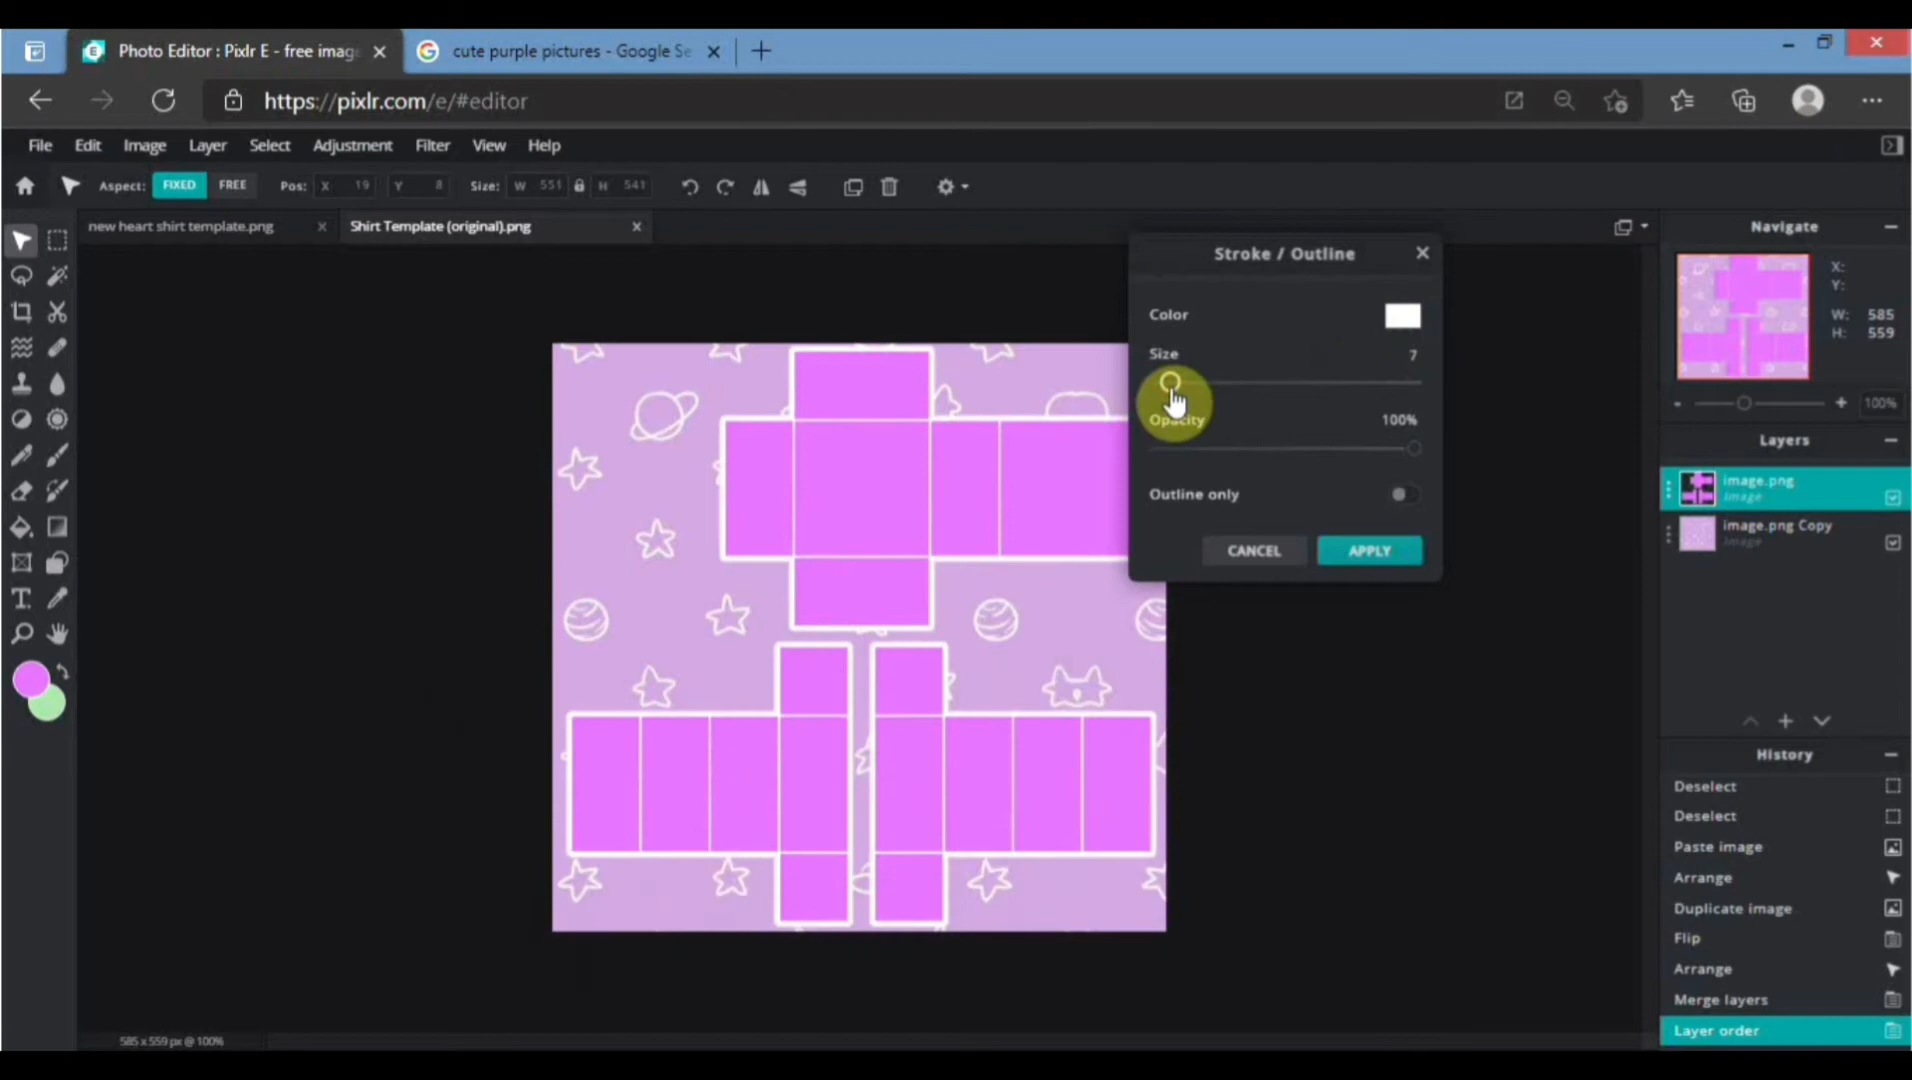 Photo Editor : Pixlr E - free imag
cute purple pictures - Google Se
https://pixlr.com/e/#editor
File Edit Image Layer Select Adjustment Filter View Help
Aspect: FIXED FREE Pos: X 19 Y 8 Size: W 551 H 541
new heart shirt template.png
Shirt Template (original).png
Navigate
Stroke / Outline
X:
Y:
Color
W: 585
H: 559
Size
7
100%
Opacity
100%
Layers
image.png
Image
Outline only
image.png Copy
Image
CANCEL
APPLY
History
Deselect
Deselect
Paste image
Arrange
Duplicate image
Flip
Arrange
Merge layers
Layer order
585 x 559 px @ 100%